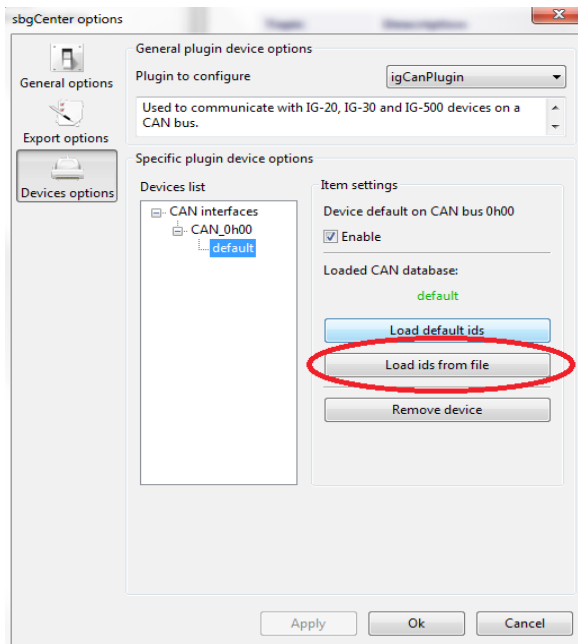 sbgCenter options
General options
Export options
Devices options
General plugin device options
Plugin to configure
igCanPlugin
Used to communicate with IG-20, IG-30 and IG-500 devices on a
CAN bus.
Specific plugin device options
Devices list
CAN interfaces
CAN_0h00
default
Item settings
Device default on CAN bus 0h00
Enable
Loaded CAN database:
default
Load default ids
Load ids from file
Remove device
Apply
Ok
Cancel